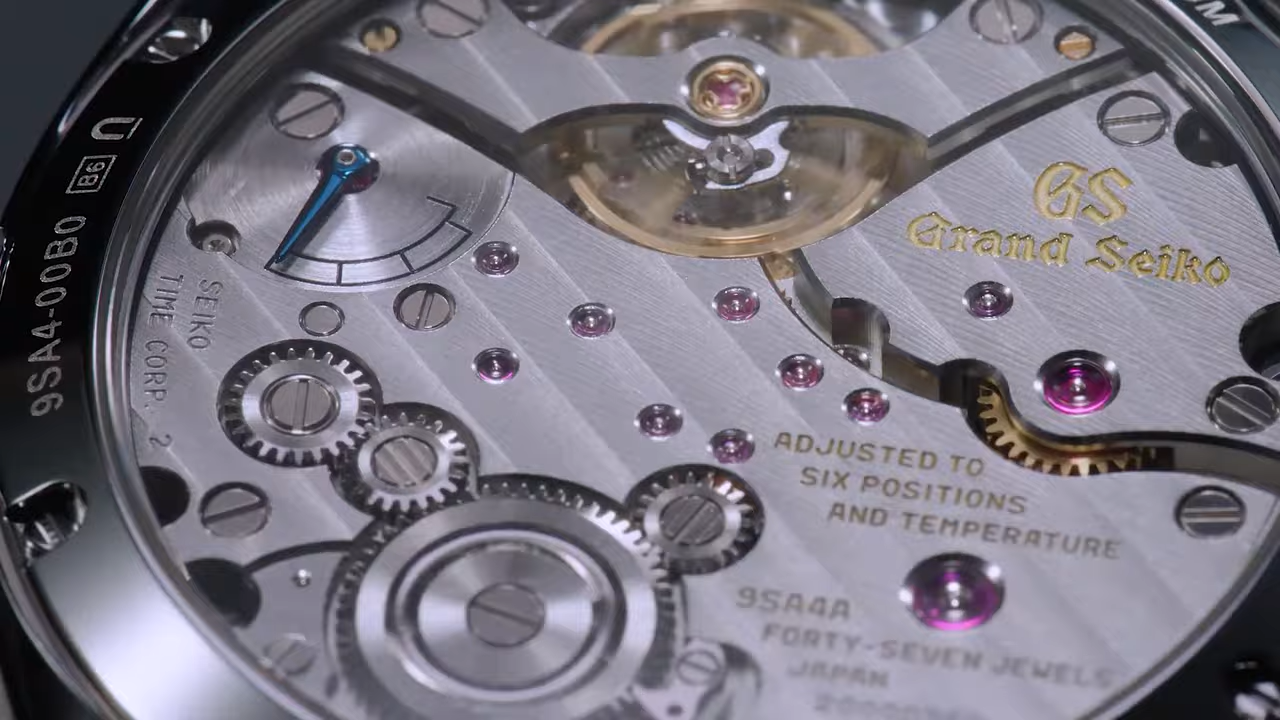 GS
Grand Seiko
U
B6
9SA4-00B0
SEIKO
TIME CORP. 2
ADJUSTED TO
SIX POSITIONS
AND TEMPERATURE
9SA4A
FORTY-SEVEN JEWELS
JAPAN